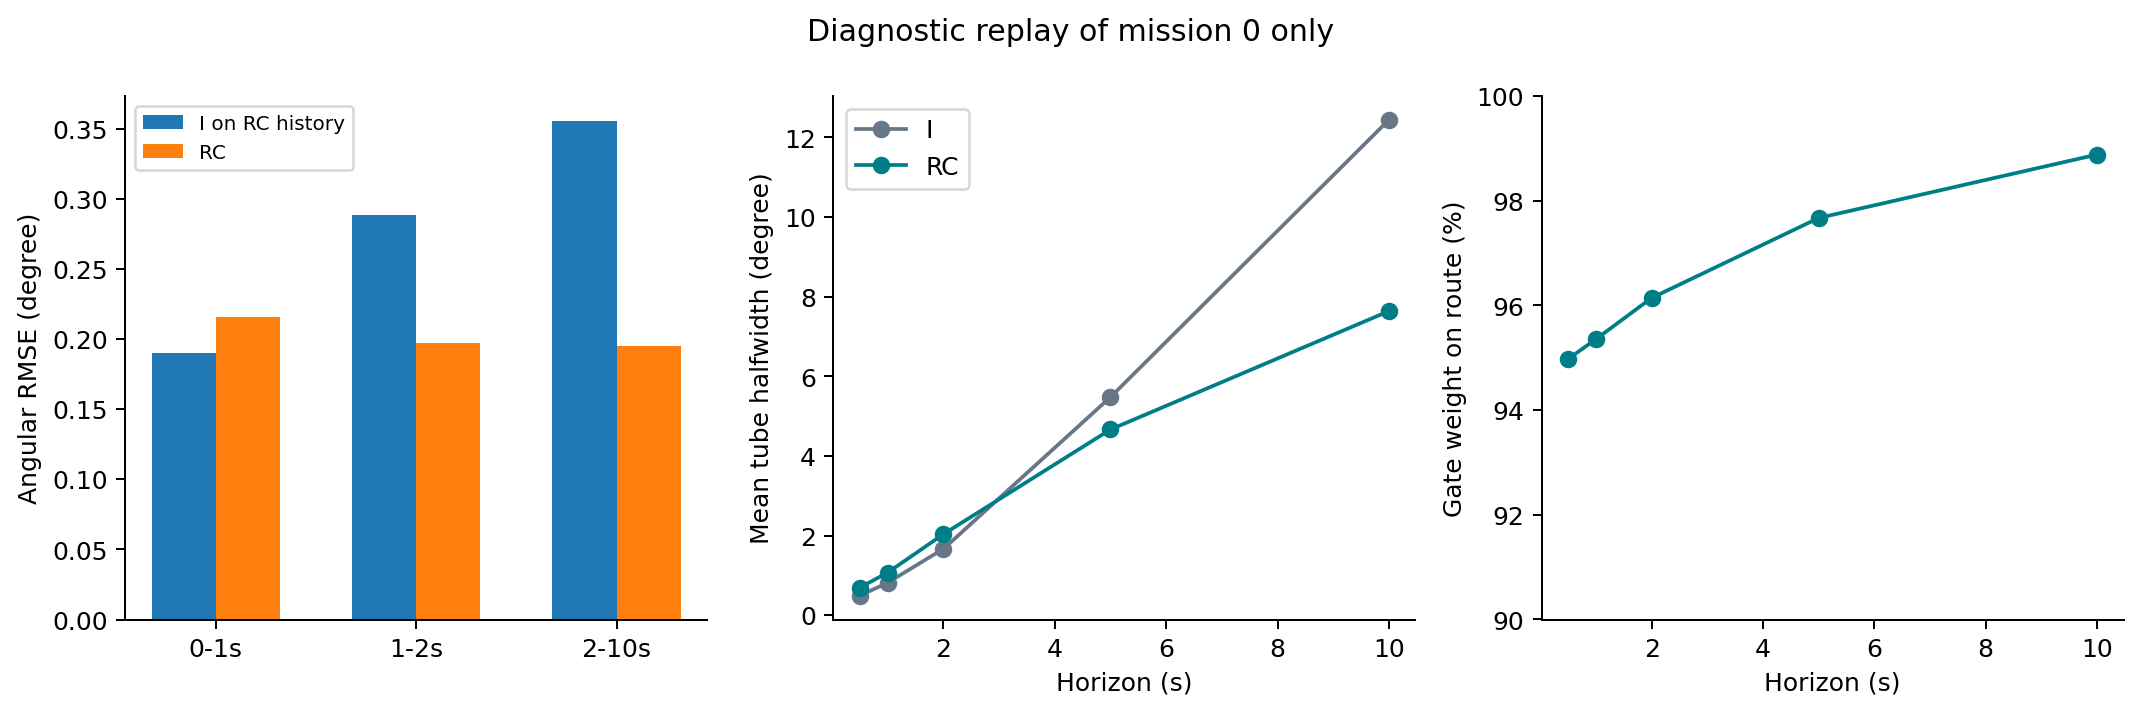 Diagnostic replay of mission 0 only
Angular RMSE (degree)
0.35
0.30
0.25
0.20
0.15
0.10
0.05
0.00
I on RC history
RC
0-1s
1-2s
2-10s
Mean tube halfwidth (degree)
12
10
8
6
4
2
0
I
RC
2
4
6
8
10
Horizon (s)
Gate weight on route (%)
100
98
96
94
92
90
2
4
6
8
10
Horizon (s)